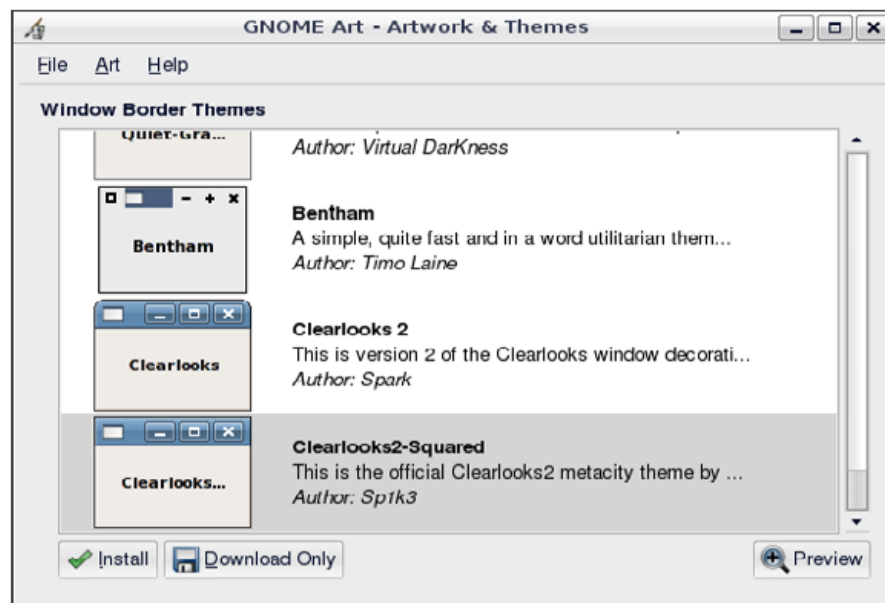 GNOME Art - Artwork & Themes
File Art Help
Window Border Themes
Quiet-Gra...
Author: Virtual DarKness
Bentham
Bentham
A simple, quite fast and in a word utilitarian them...
Author: Timo Laine
Clearlooks
Clearlooks 2
This is version 2 of the Clearlooks window decorati...
Author: Spark
Clearlooks...
Clearlooks2-Squared
This is the official Clearlooks2 metacity theme by ...
Author: Sp1k3
Install
Download Only
Preview